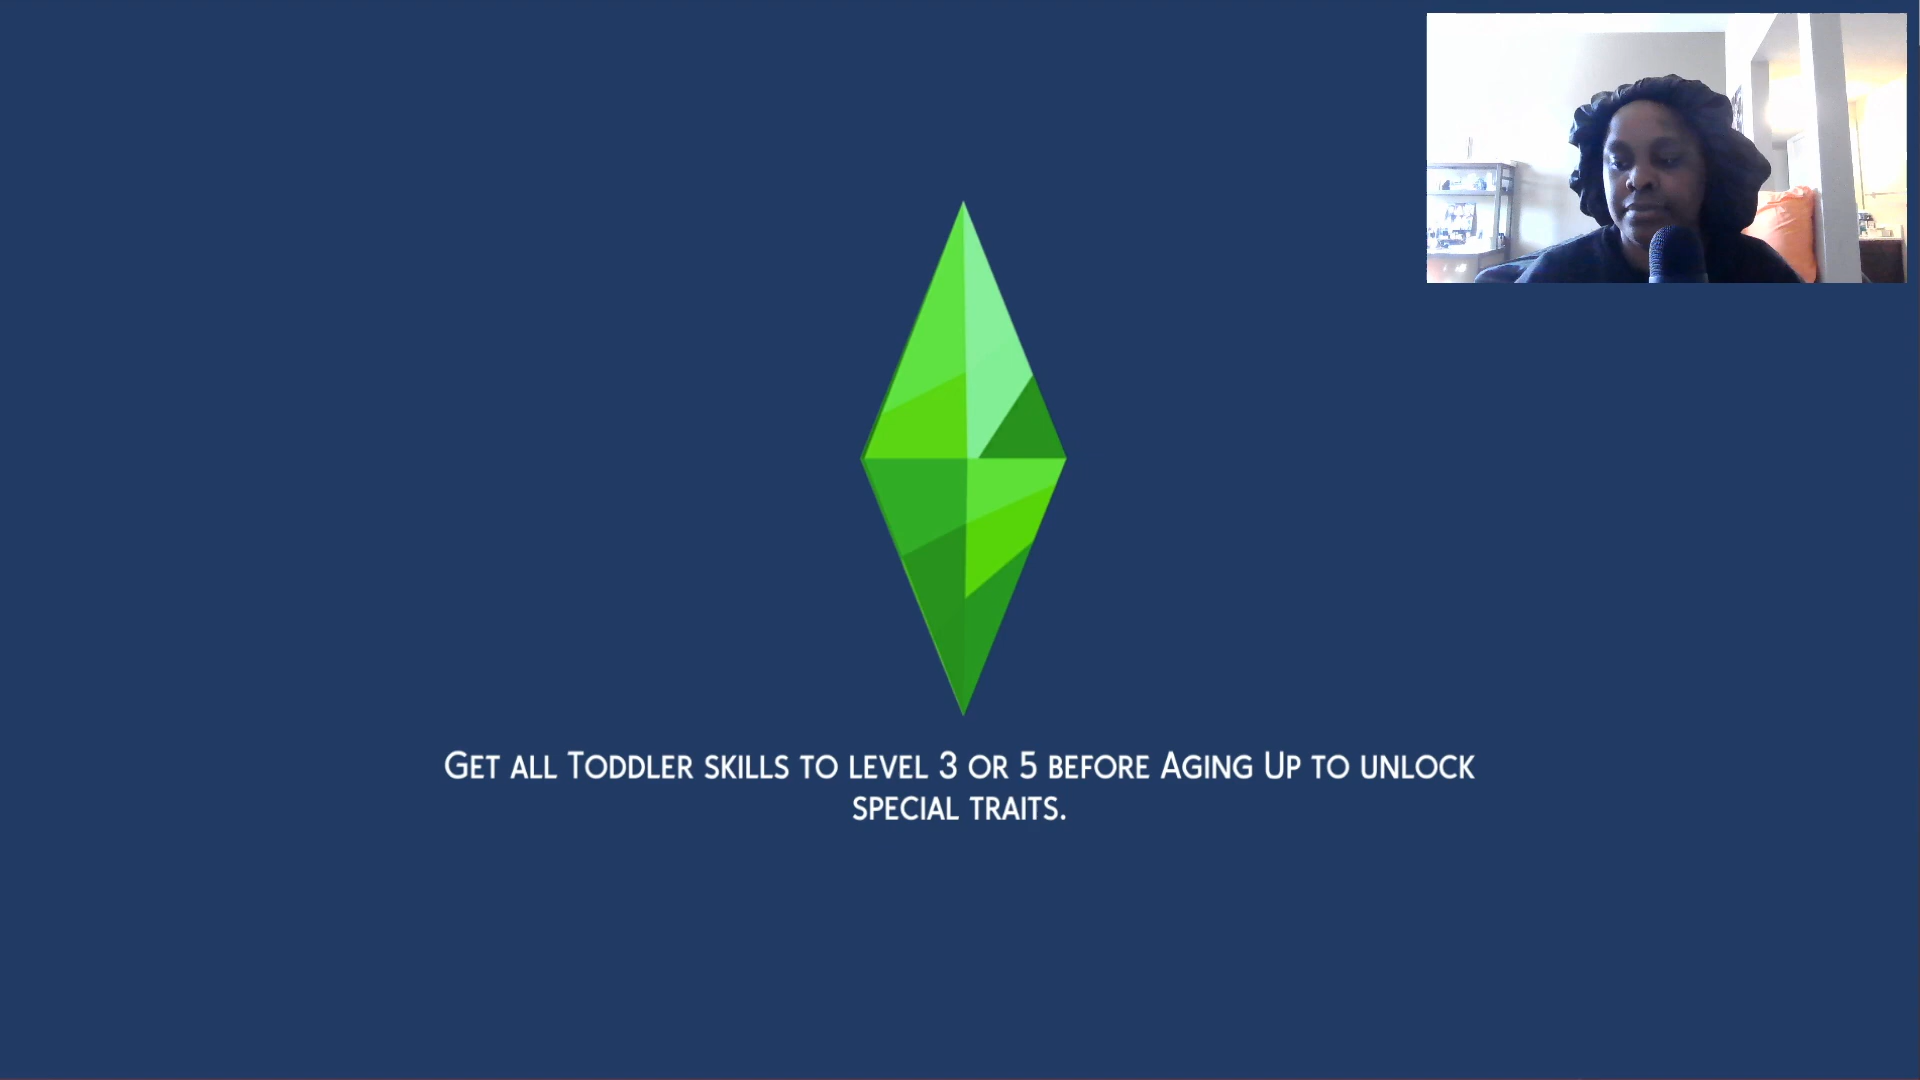 Get all Toddler skills to level 3 or 5 before Aging Up to unlock
special traits.